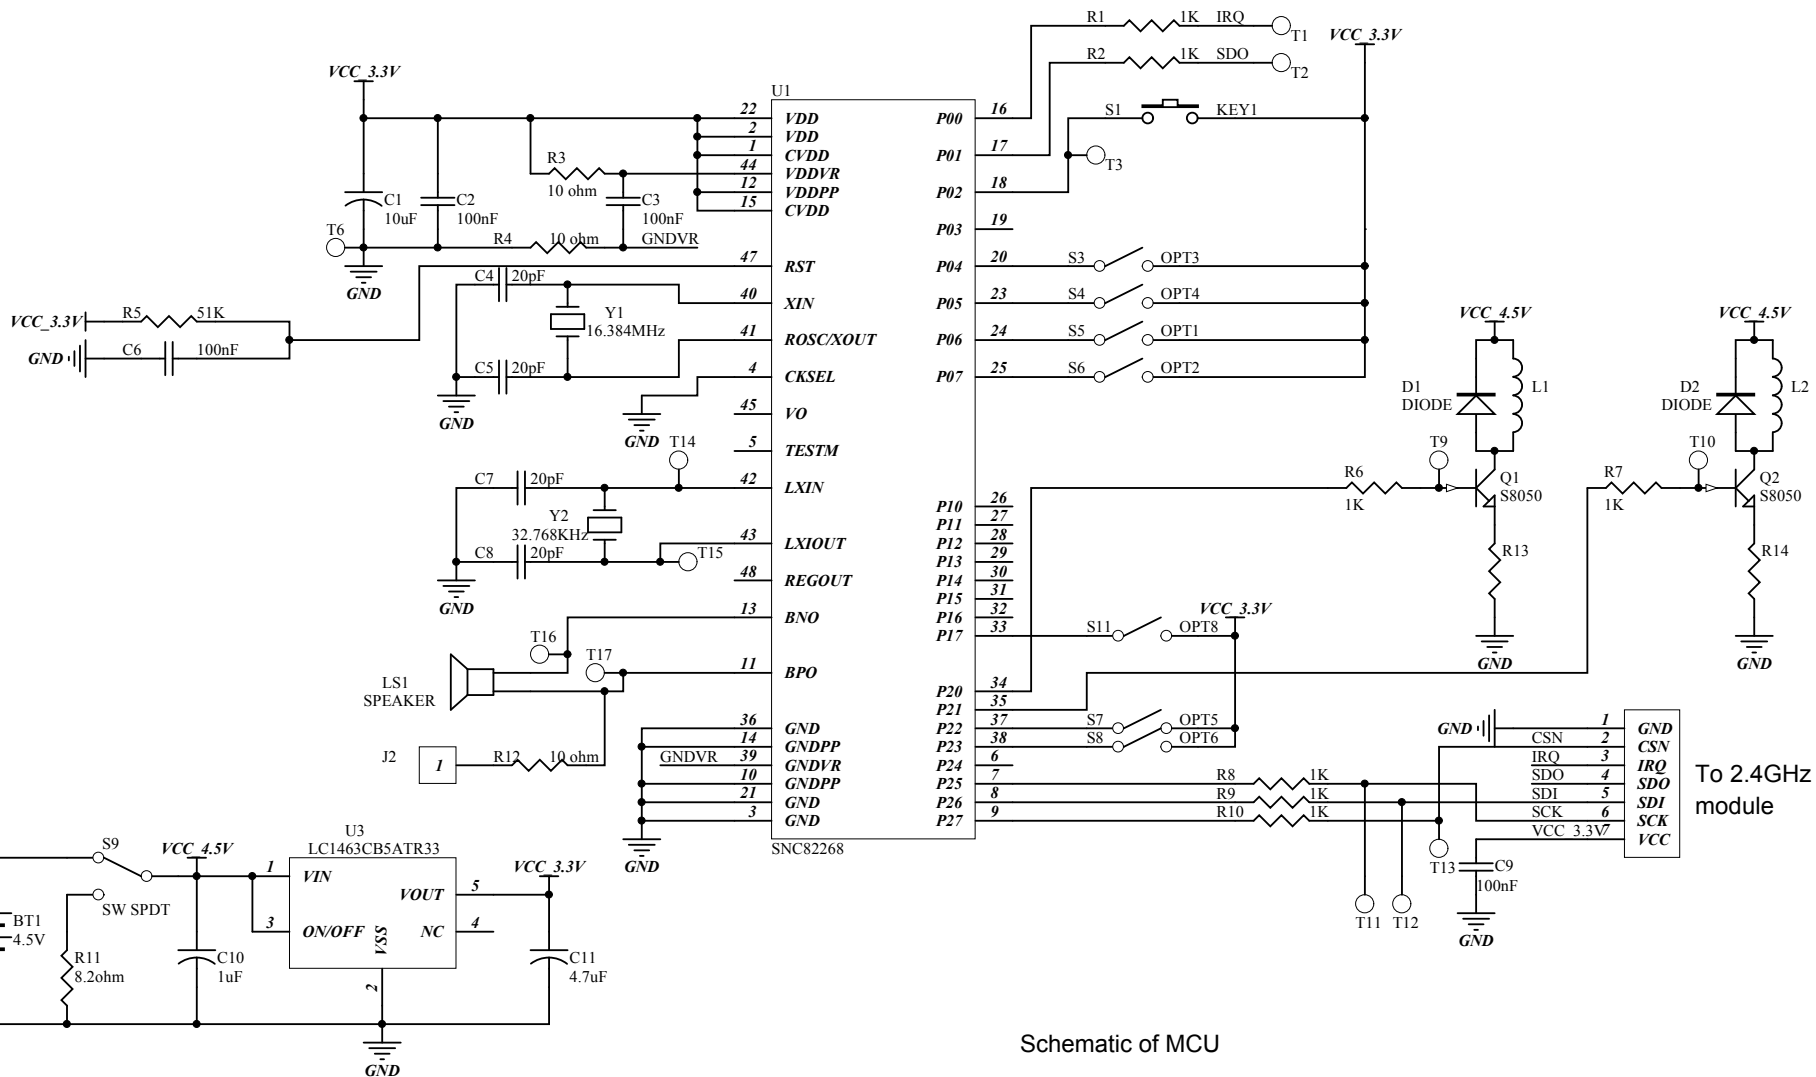 R1 1K IRQ T1
VCC_3.3V
R2 1K SDO T2
VCC_3.3V
U1
22 VDD
2 VDD
1 CVDD
44 VDDVR
12 VDDPP
15 CVDD
47 RST
40 XIN
41 ROSC/XOUT
4 CKSEL
45 VO
5 TESTM
42 LXIN
43 LXIOUT
48 REGOUT
13 BNO
11 BPO
36 GND
14 GNDPP
GNDVR 39 GNDVR
10 GNDPP
21 GND
3 GND
SNC82268
P00 16
P01 17
P02 18
P03 19
P04 20
P05 23
P06 24
P07 25
P10 26
P11 27
P12 28
P13 29
P14 30
P15 31
P16 32
P17 33
P20 34
P21 35
P22 37
P23 38
P24 6
P25 7
P26 8
P27 9
S1 KEY1
T3
S3 OPT3
S4 OPT4
S5 OPT1
S6 OPT2
S11 OPT8
VCC_3.3V
S7 OPT5
S8 OPT6
R8 1K
R9 1K
R10 1K
C1
10uF
C2
100nF
R3
10 ohm
C3
100nF
T6
R4 10 ohm GNDVR
GND
C4 20pF
Y1
16.384MHz
C5 20pF
GND
GND
VCC_3.3V R5 51K
GND C6 100nF
T14
C7 20pF
Y2
32.768KHz
C8 20pF
T15
GND
T16
T17
LS1
SPEAKER
J2 1 R12 10 ohm
GND
VCC_4.5V
D1
DIODE
L1
T9
R6
1K
Q1
S8050
R13
GND
VCC_4.5V
D2
DIODE
L2
T10
R7
1K
Q2
S8050
R14
GND
GND 1 GND
CSN 2 CSN
IRQ 3 IRQ
SDO 4 SDO
SDI 5 SDI
SCK 6 SCK
VCC_3.3V 7 VCC
To 2.4GHz
module
T13
C9
100nF
T11 T12
GND
S9
VCC_4.5V
SW SPDT
BT1
4.5V
R11
8.2ohm
C10
1uF
U3
LC1463CB5ATR33
1 VIN
3 ON/OFF
VSS
2
VOUT 5
NC 4
VCC_3.3V
C11
4.7uF
GND
Schematic of MCU